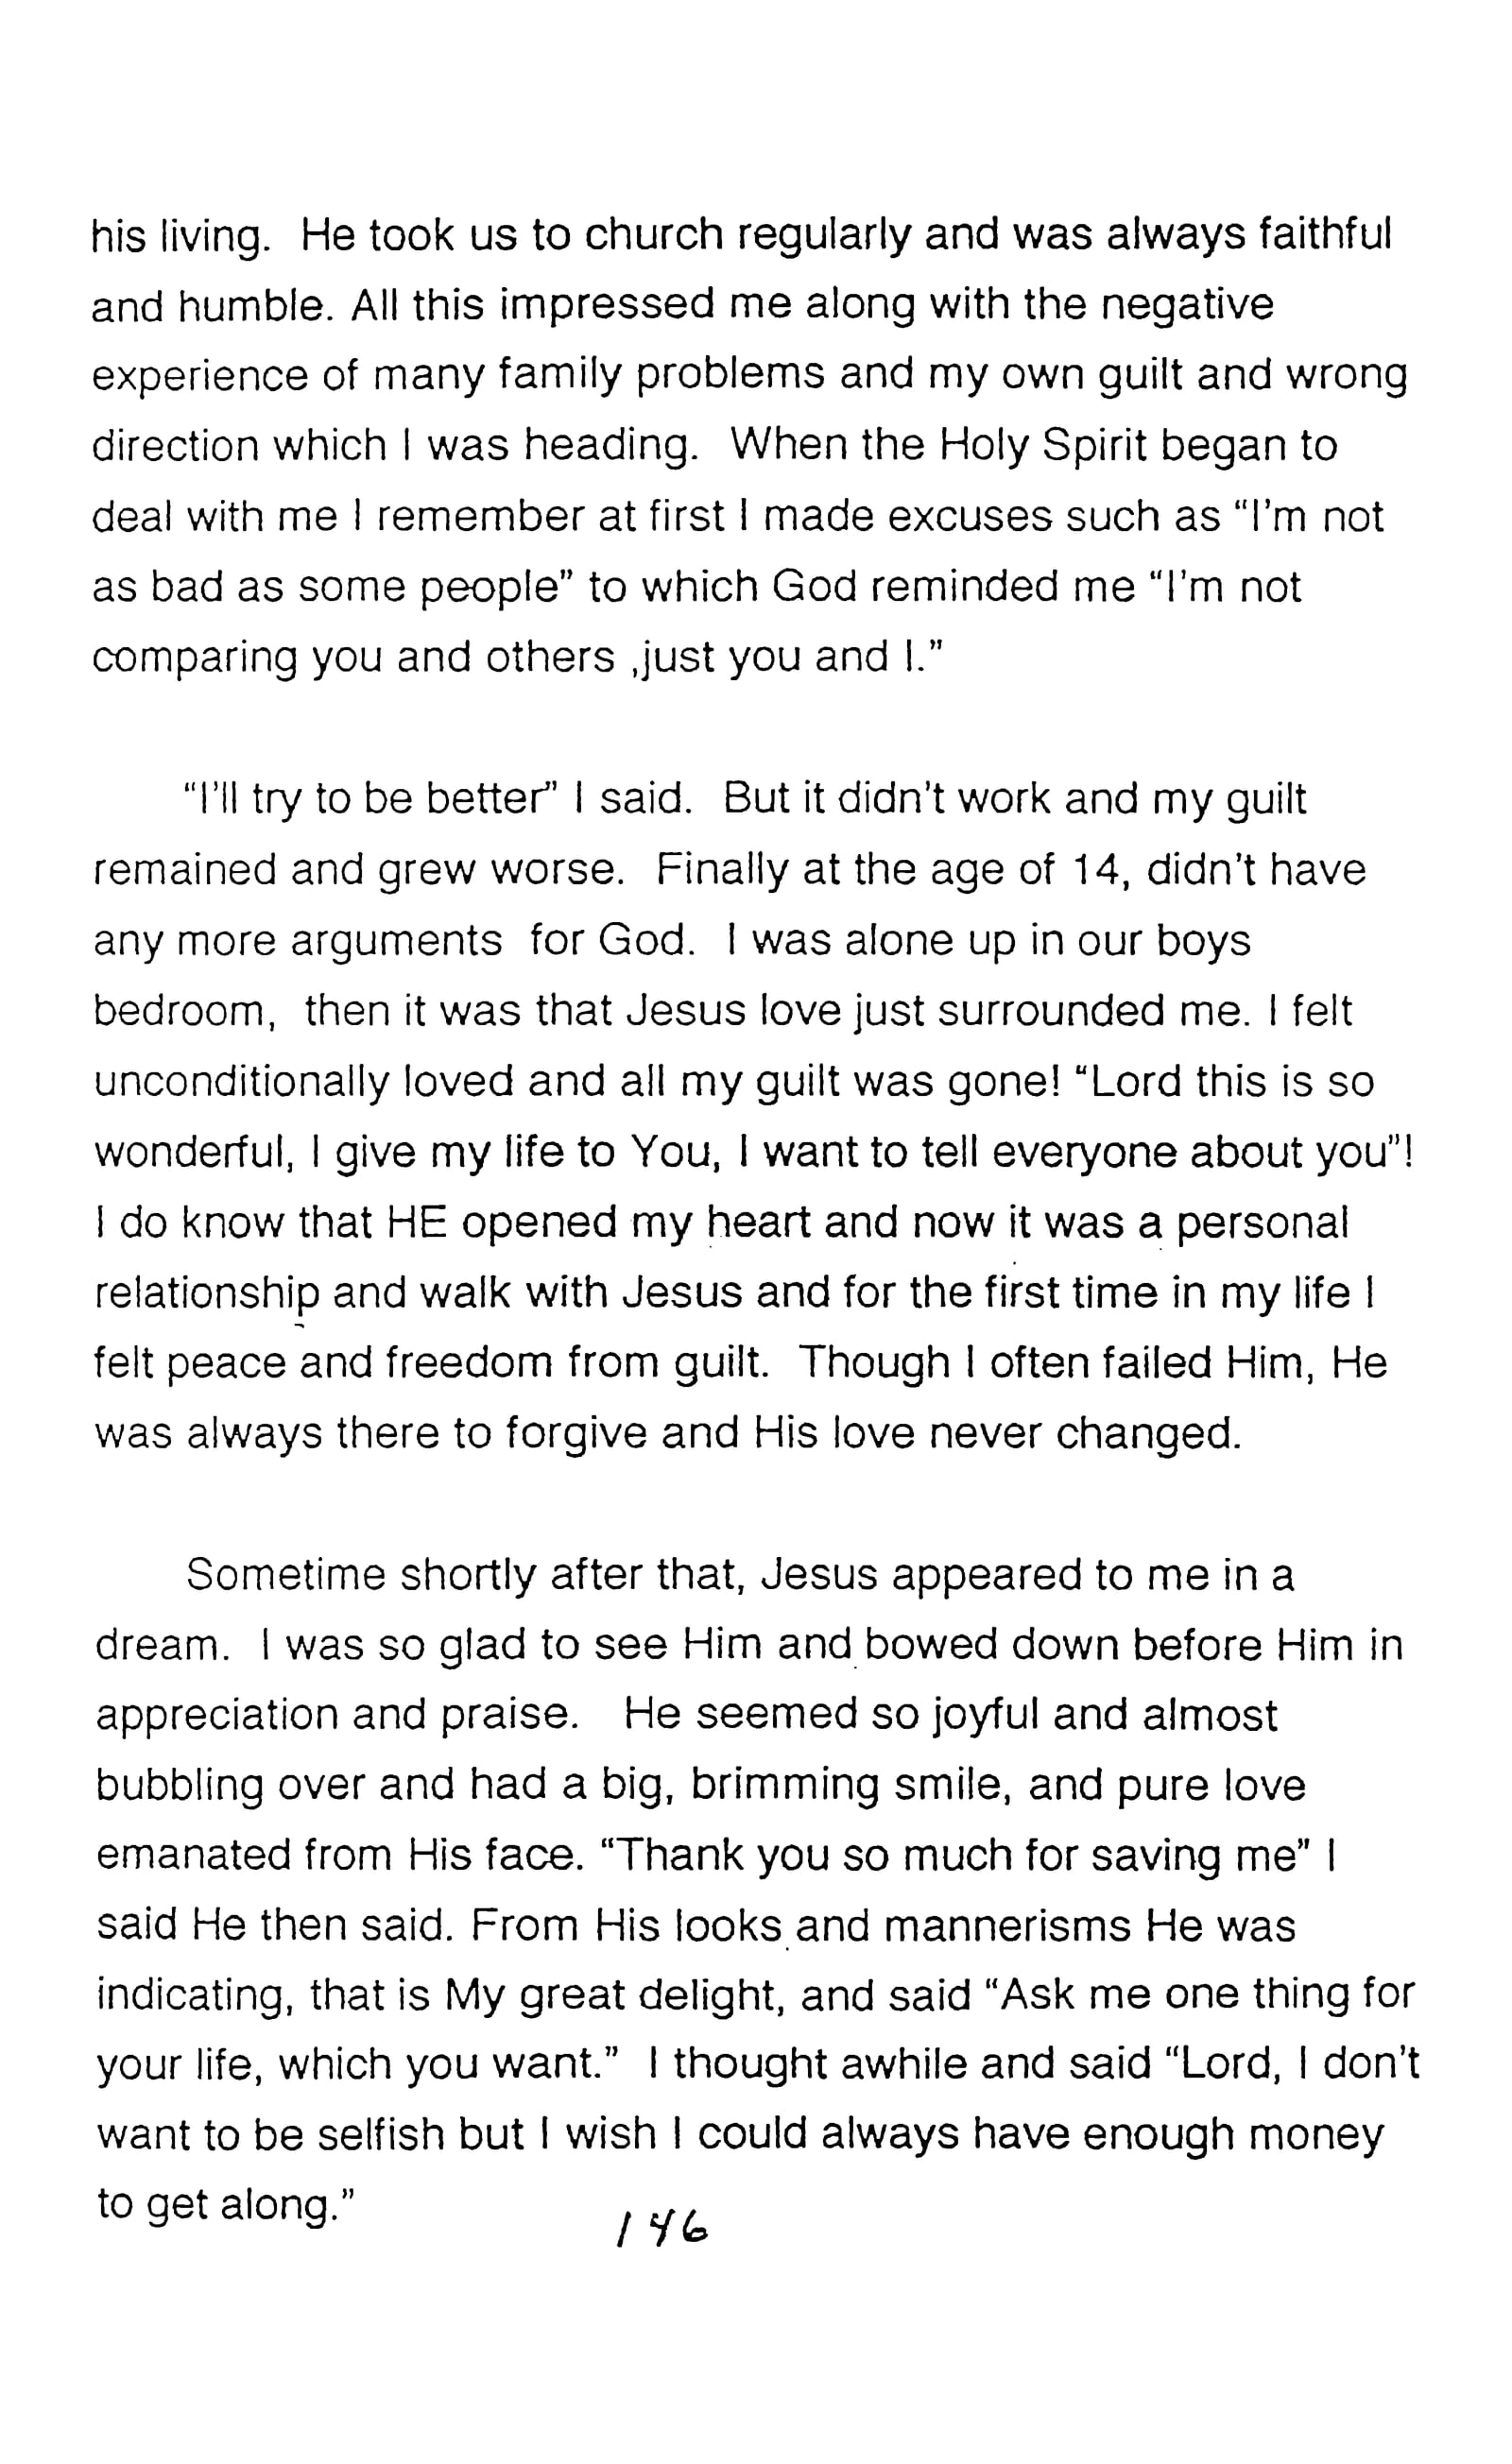 his living.  He took us to church regularly and was always faithful
and humble. All this impressed me along with the negative
experience of many family problems and my own guilt and wrong
direction which I was heading.  When the Holy Spirit began to
deal with me I remember at first I made excuses such as “I’m not
as bad as some people” to which God reminded me “I’m not
comparing you and others ,just you and I.”
“I’ll try to be better” I said.  But it didn’t work and my guilt
remained and grew worse.  Finally at the age of 14, didn’t have
any more arguments  for God.  I was alone up in our boys
bedroom,  then it was that Jesus love just surrounded me. I felt
unconditionally loved and all my guilt was gone! “Lord this is so
wonderful, I give my life to You, I want to tell everyone about you”!
I do know that HE opened my heart and now it was a personal
relationship and walk with Jesus and for the first time in my life I
felt peace and freedom from guilt.  Though I often failed Him, He
was always there to forgive and His love never changed.
Sometime shortly after that, Jesus appeared to me in a
dream.  I was so glad to see Him and bowed down before Him in
appreciation and praise.   He seemed so joyful and almost
bubbling over and had a big, brimming smile, and pure love
emanated from His face. “Thank you so much for saving me” I
said He then said. From His looks and mannerisms He was
indicating, that is My great delight, and said “Ask me one thing for
your life, which you want.”  I thought awhile and said “Lord, I don’t
want to be selfish but I wish I could always have enough money
to get along.”
146